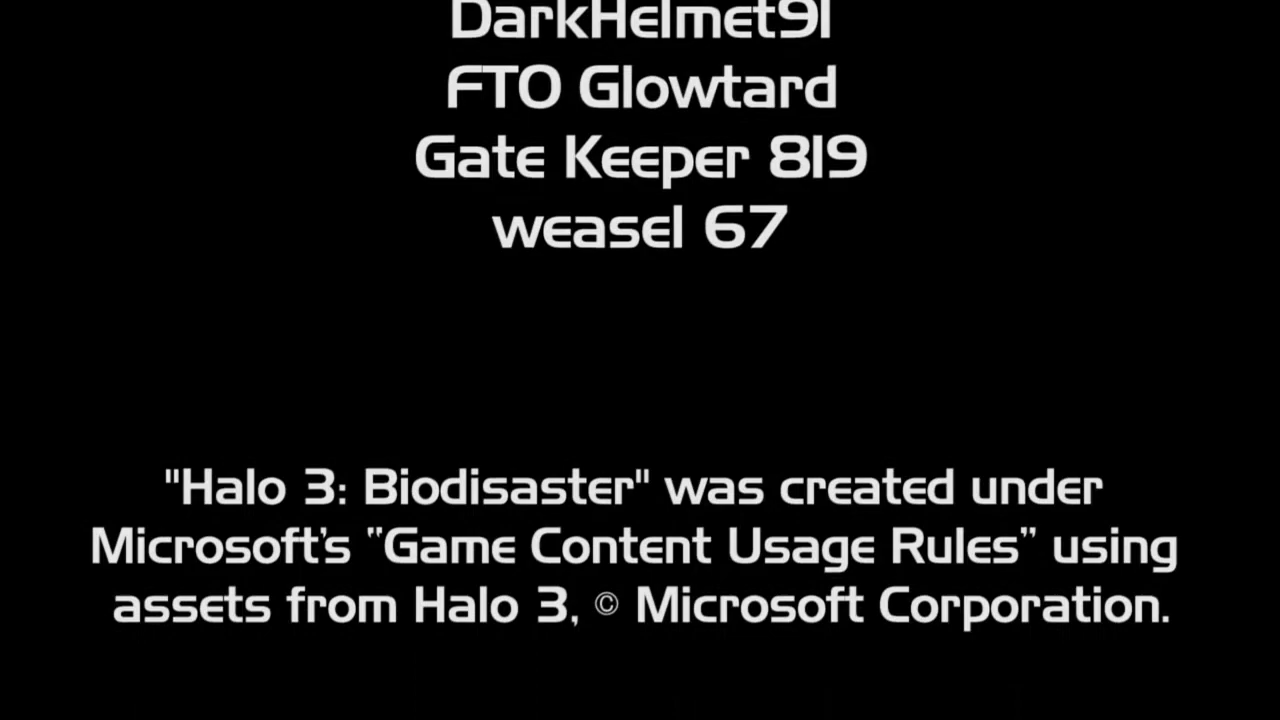 DarkHelmet91
FTO Glowtard
Gate Keeper 819
weasel 67
"Halo 3: Biodisaster" was created under
Microsoft's "Game Content Usage Rules" using
assets from Halo 3, © Microsoft Corporation.